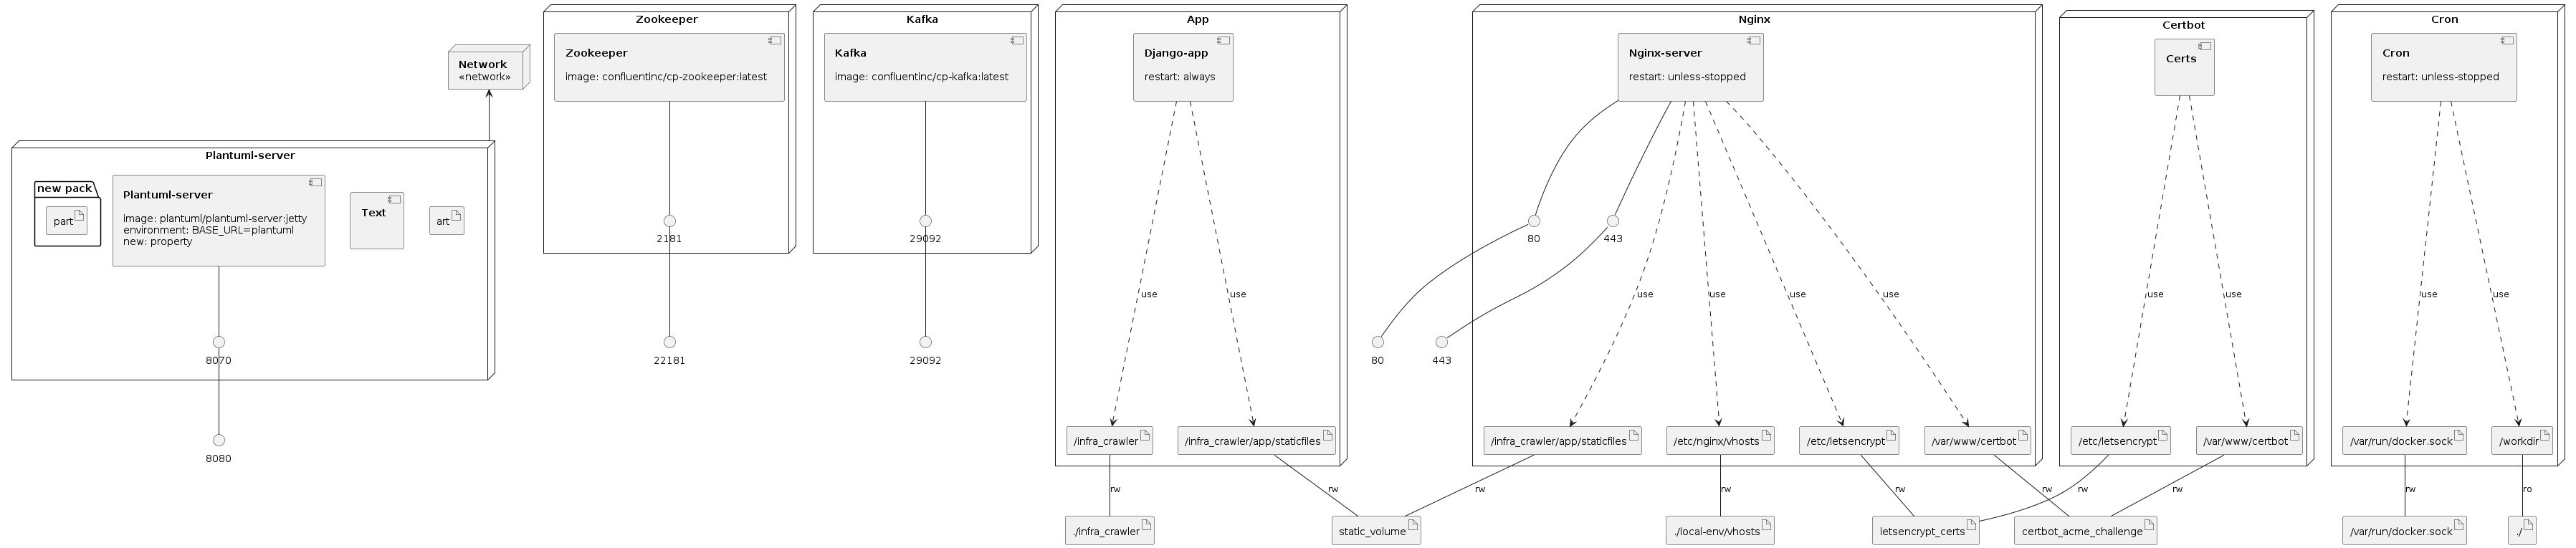 Network
«network»
Plantuml-server
new pack
part
Plantuml-server
image: plantuml/plantuml-server:jetty
environment: BASE_URL=plantuml
new: property
Text
art
8070
8080
Zookeeper
Zookeeper
image: confluentinc/cp-zookeeper:latest
2181
22181
Kafka
Kafka
image: confluentinc/cp-kafka:latest
29092
29092
App
Django-app
restart: always
use
use
/infra_crawler
/infra_crawler/app/staticfiles
rw
rw
./infra_crawler
static_volume
Nginx
Nginx-server
restart: unless-stopped
80
443
80
443
use
use
use
use
/infra_crawler/app/staticfiles
/etc/nginx/vhosts
/etc/letsencrypt
/var/www/certbot
rw
rw
rw
rw
./local-env/vhosts
letsencrypt_certs
certbot_acme_challenge
Certbot
Certs
use
use
/etc/letsencrypt
/var/www/certbot
rw
rw
Cron
Cron
restart: unless-stopped
use
use
/var/run/docker.sock
/workdir
rw
ro
/var/run/docker.sock
./